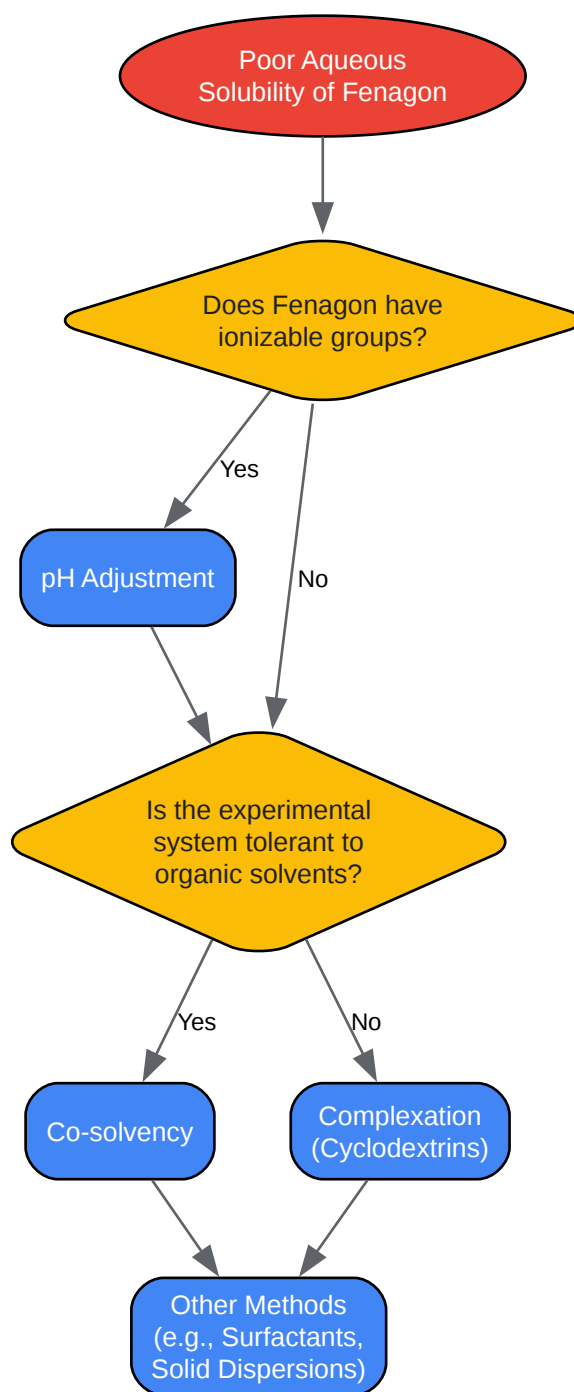 Poor Aqueous
Solubility of Fenagon
Does Fenagon have
ionizable groups?
Yes
pH Adjustment
No
Is the experimental
system tolerant to
organic solvents?
Yes
No
Co-solvency
Complexation
(Cyclodextrins)
Other Methods
(e.g., Surfactants,
Solid Dispersions)